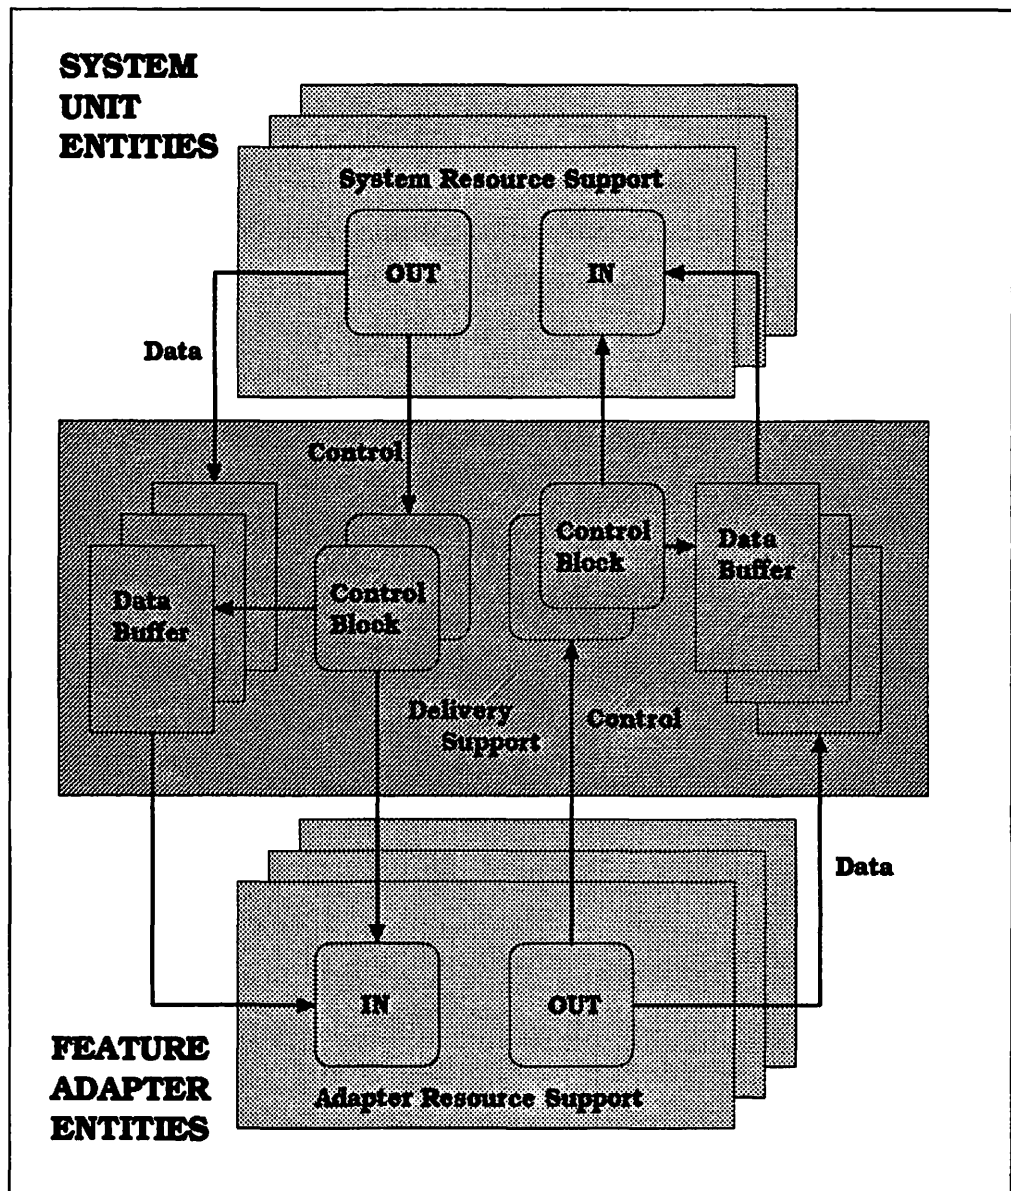 SYSTEM
UNIT
ENTITIES
System Resource Support
OUT
IN
Data
Control
Control
Block
Data
Buffer
Data
Buffer
Control
Block
Delivery
Support
Control
Data
IN
OUT
FEATURE
ADAPTER
ENTITIES
Adapter Resource Support